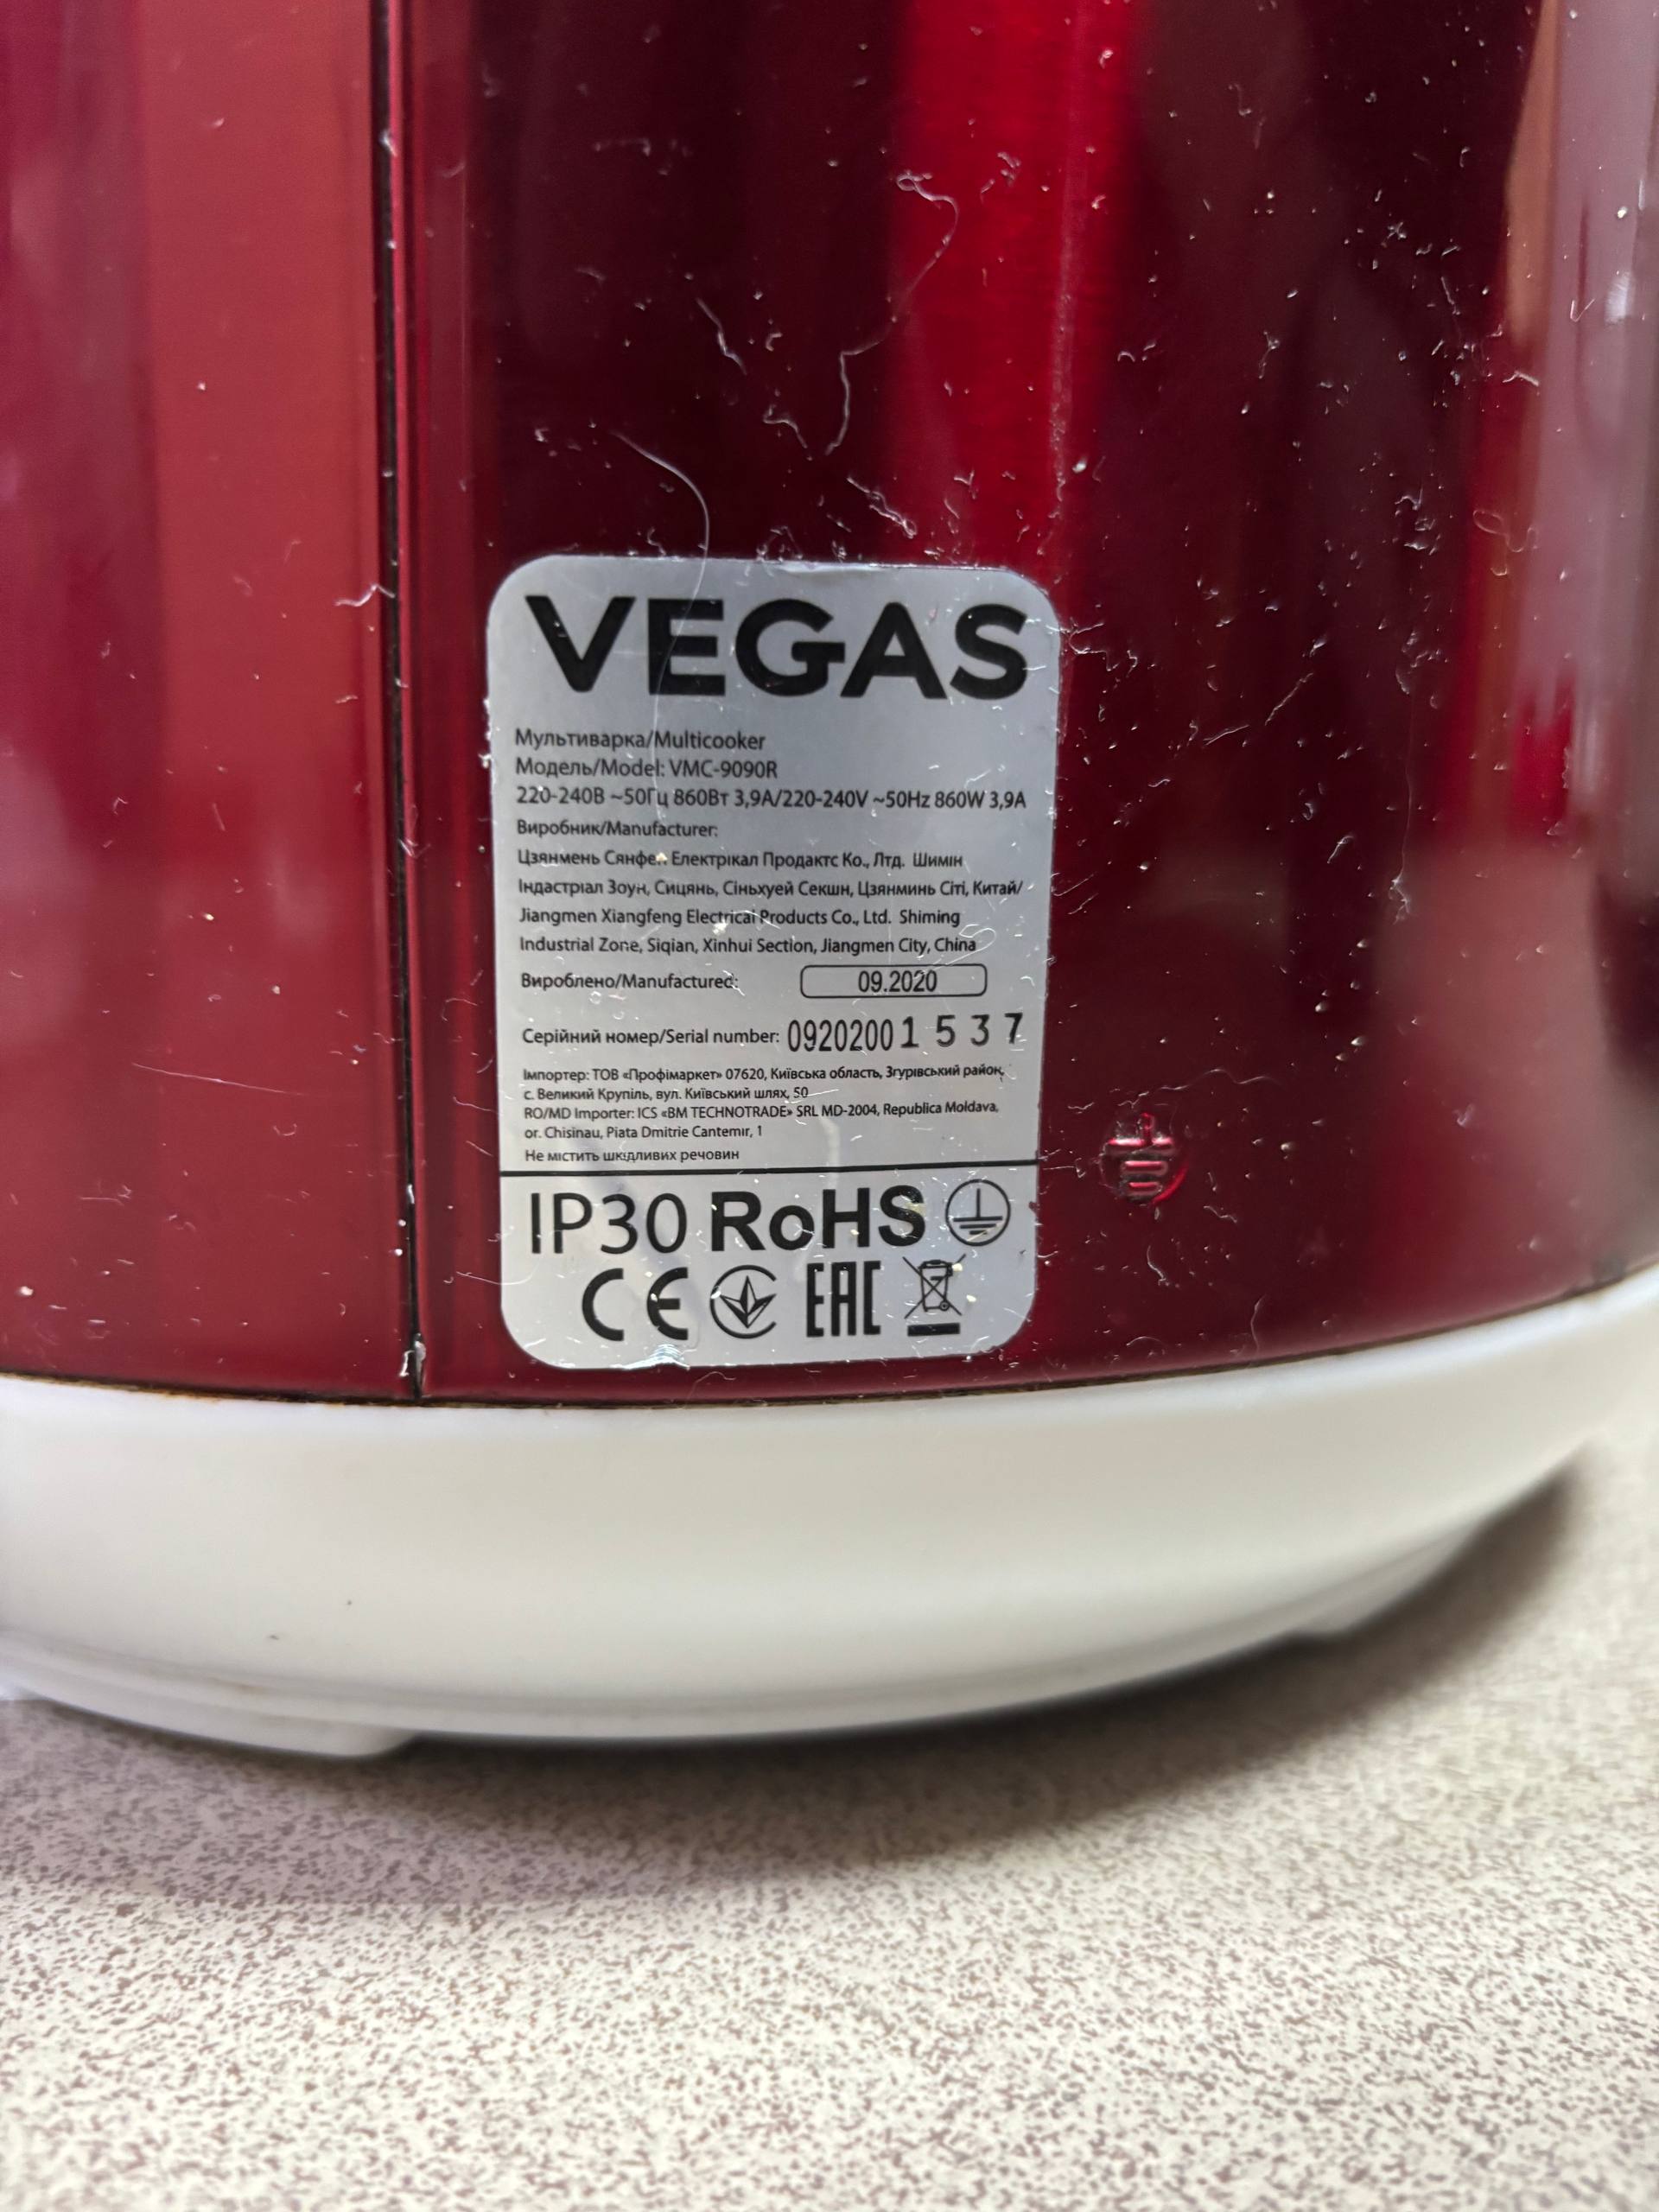 VEGAS
Мультиварка/Multicooker
Модель/Model: VMC-9090R
220-240В ~50Гц 860Вт 3,9А/220-240V ~50Hz 860W 3,9A
Виробник/Manufacturer:
Цзянмень Сянфен Електрікал Продактс Ко., Лтд. Шимін
Індастріал Зоун, Сицянь, Сіньхуей Секшн, Цзянминь Сіті, Китай/
Jiangmen Xiangfeng Electrical Products Co., Ltd. Shiming
Industrial Zone, Siqian, Xinhui Section, Jiangmen City, China
Вироблено/Manufactured: 09.2020
Серійний номер/Serial number: 09202001537
Імпортер: ТОВ «Профімаркет» 07620, Київська область, Згурівський район,
с. Великий Крупіль, вул. Київський шлях, 50
RO/MD Importer: ICS «BM TECHNOTRADE» SRL MD-2004, Republica Moldava,
or. Chisinau, Piata Dmitrie Cantemir, 1
Не містить шкідливих речовин
IP30 RoHS
CE EAC